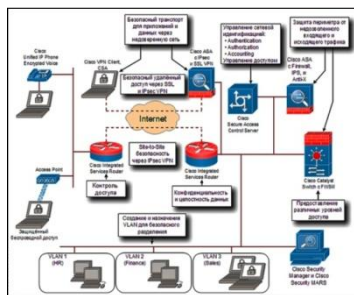 Безопасный транспорт
для приложений и
данных через
недоверенную сеть
Управление сетевой
идентификацией:
- Authentication
- Authorization
- Accounting
Управление доступом
Защита периметра от
недозволенного
входящего и
исходящего трафика
Cisco
Unified IP Phone
Encrypted Voice
Cisco VPN Client,
CSA
Cisco ASA
с IPsec
и SSL VPN
Cisco ASA
с Firewall,
IPS, и
Anti-X
Безопасный удалённый
доступ через SSL
и IPsec VPN
Internet
Cisco
Secure Access
Control Server
Site-to-Site
безопасность
через IPsec VPN
Cisco Integrated
Services Router
Cisco Integrated
Services Router
Cisco Catalyst
Switch с FWSM
Access Point
Контроль
доступа
Конфиденциальность
и целостность данных
Предоставление
различных уровней
доступа
Защищённый
беспроводной доступ
Создание и назначение
VLAN для безопасного
разделения
VLAN 1
(HR)
VLAN 2
(Finance)
VLAN 3
(Sales)
Cisco Security
Manager и Cisco
Security MARS